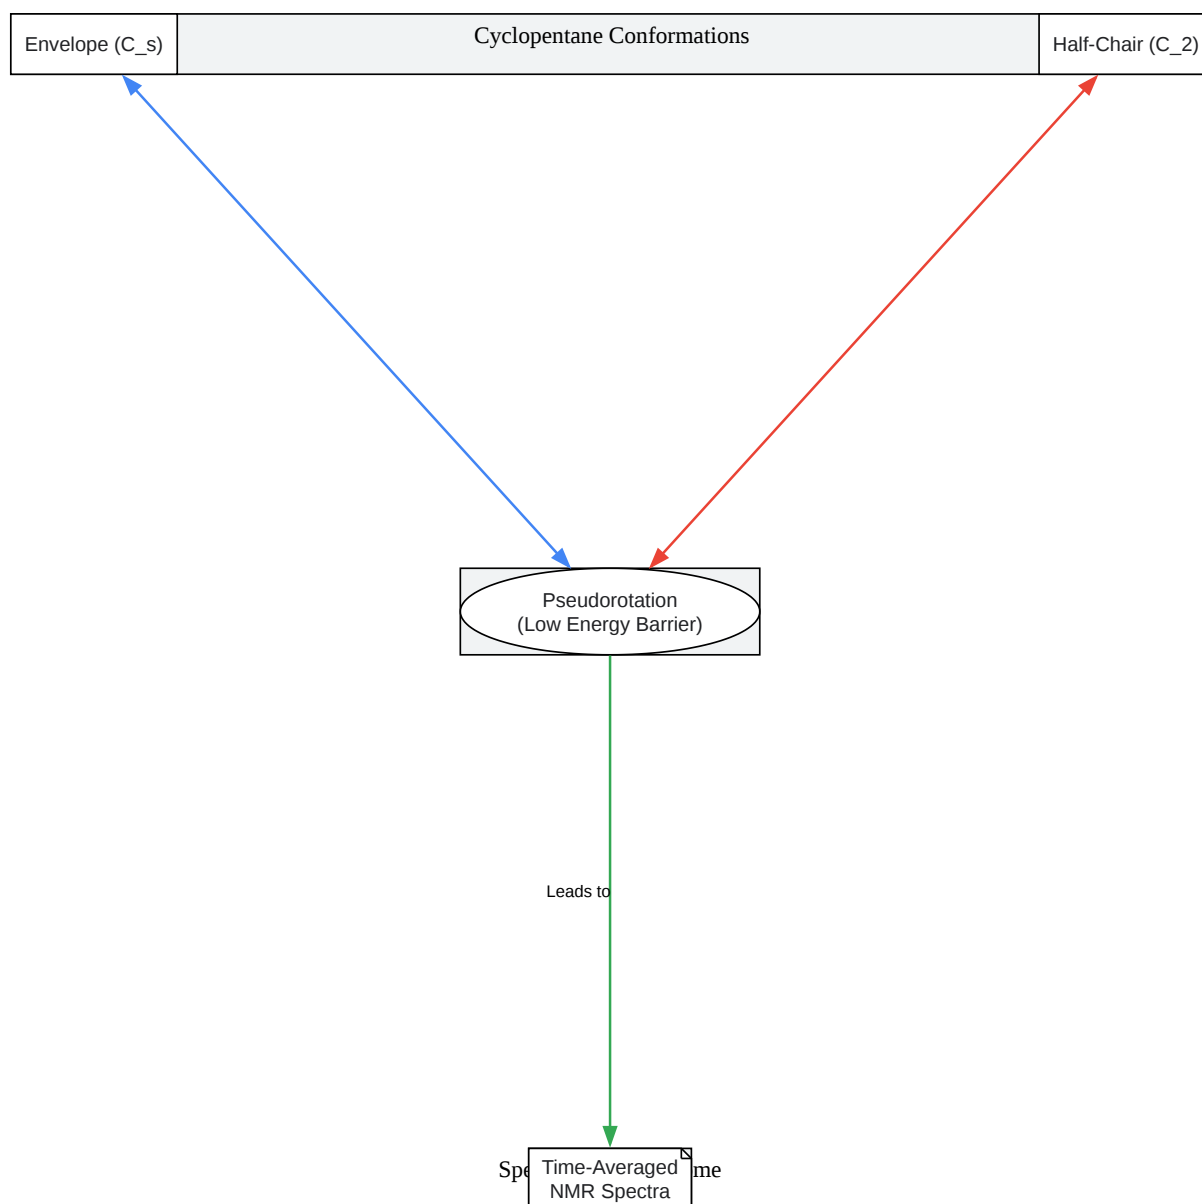 Envelope (C_s)
Cyclopentane Conformations
Half-Chair (C_2)
Pseudorotation
(Low Energy Barrier)
Leads to
Time-Averaged
NMR Spectra